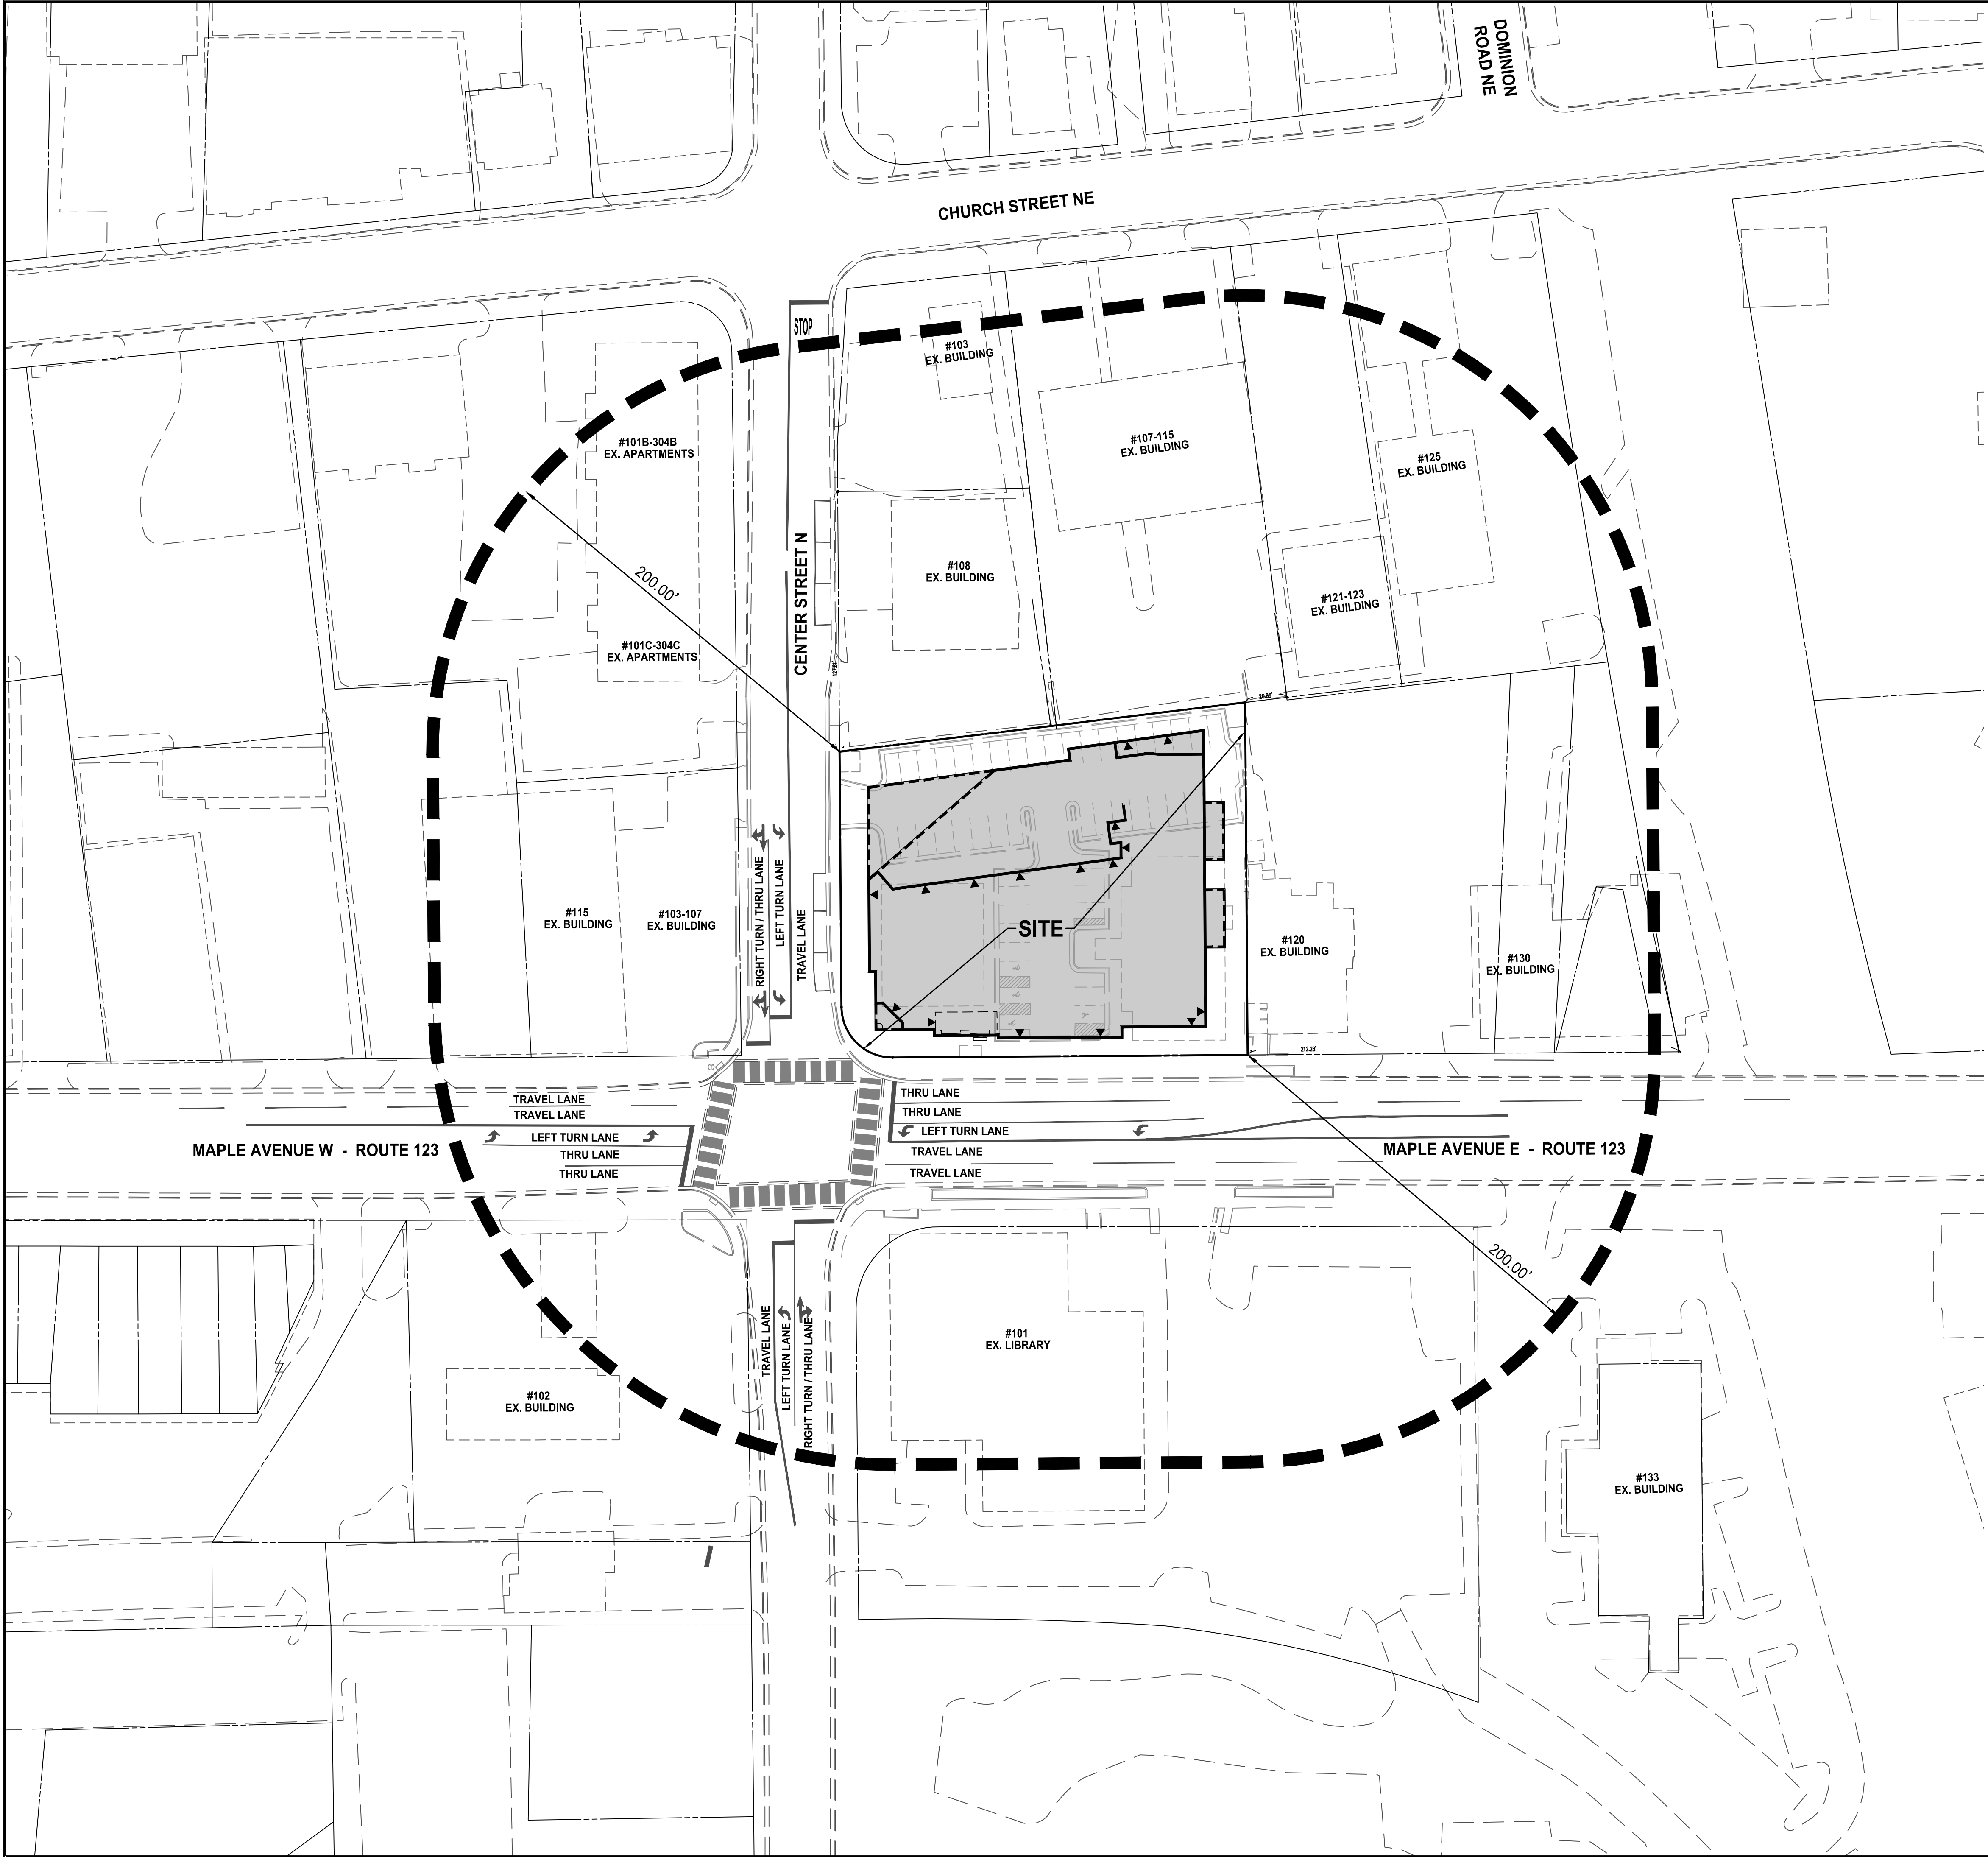 DOMINION
ROAD NE
CHURCH STREET NE
STOP
#103
EX. BUILDING
#101B-304B
EX. APARTMENTS
#107-115
EX. BUILDING
#125
EX. BUILDING
200.00'
CENTER STREET N
#108
EX. BUILDING
#121-123
EX. BUILDING
#101C-304C
EX. APARTMENTS
20.83'
RIGHT TURN / THRU LANE
LEFT TURN LANE
TRAVEL LANE
#115
EX. BUILDING
#103-107
EX. BUILDING
SITE
#120
EX. BUILDING
#130
EX. BUILDING
212.28'
TRAVEL LANE
TRAVEL LANE
LEFT TURN LANE
THRU LANE
THRU LANE
MAPLE AVENUE W - ROUTE 123
THRU LANE
THRU LANE
LEFT TURN LANE
TRAVEL LANE
TRAVEL LANE
MAPLE AVENUE E - ROUTE 123
200.00'
TRAVEL LANE
LEFT TURN LANE
RIGHT TURN / THRU LANE
#101
EX. LIBRARY
#102
EX. BUILDING
#133
EX. BUILDING